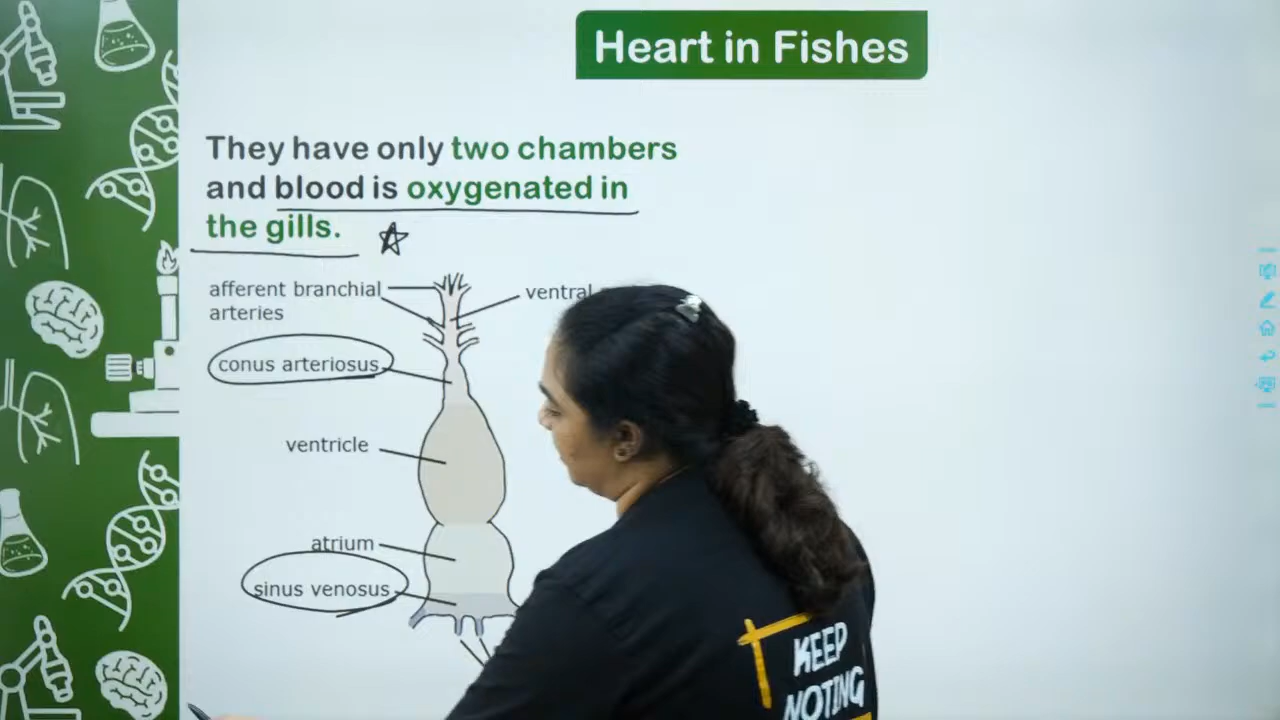 Heart in Fishes
They have only two chambers
and blood is oxygenated in
the gills.
afferent branchial
arteries
ventral
conus arteriosus
ventricle
atrium
sinus venosus
KEEP
NOTING